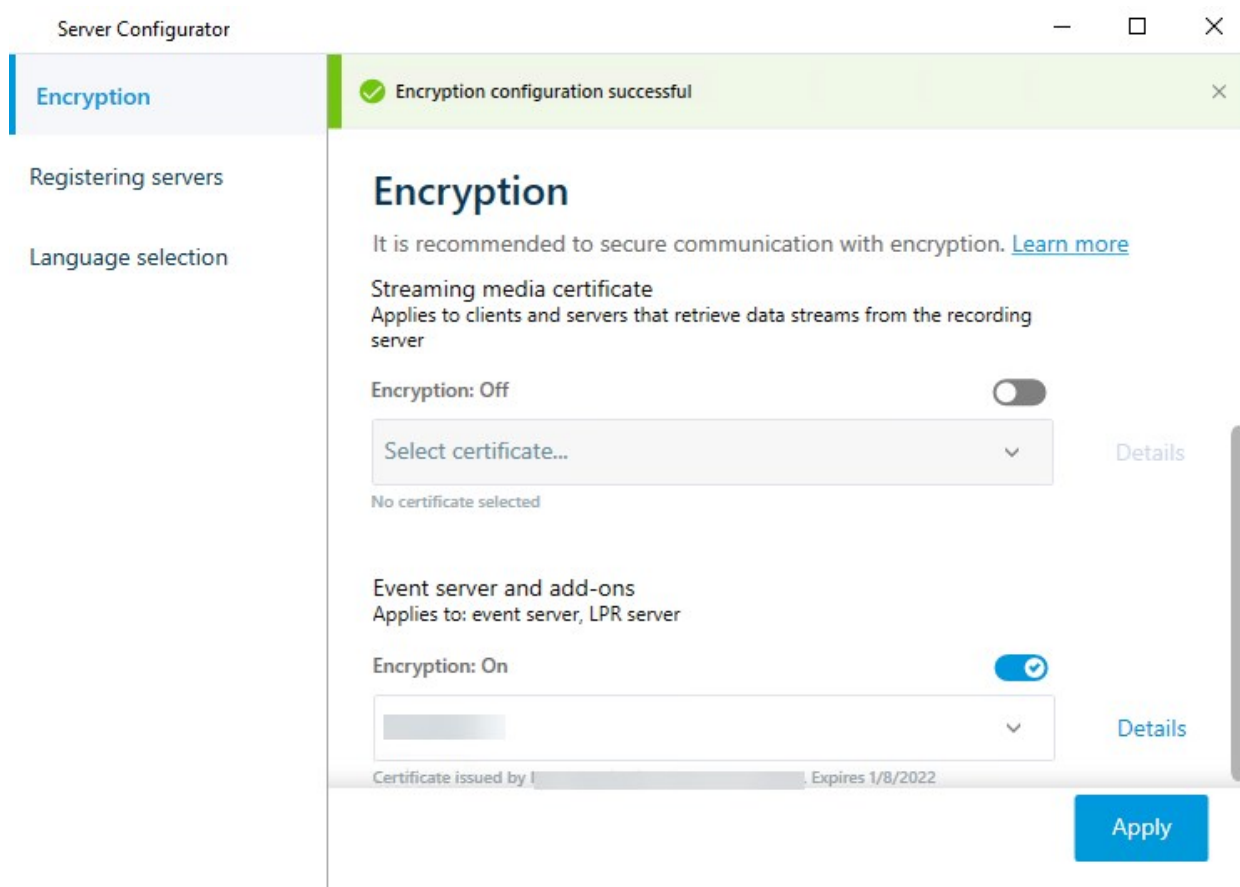 Server Configurator
Encryption
Registering servers
Language selection
Encryption configuration successful
Encryption
It is recommended to secure communication with encryption. Learn more
Streaming media certificate
Applies to clients and servers that retrieve data streams from the recording
server
Encryption: Off
Select certificate...
Details
No certificate selected
Event server and add-ons
Applies to: event server, LPR server
Encryption: On
Details
Certificate issued by . Expires 1/8/2022
Apply